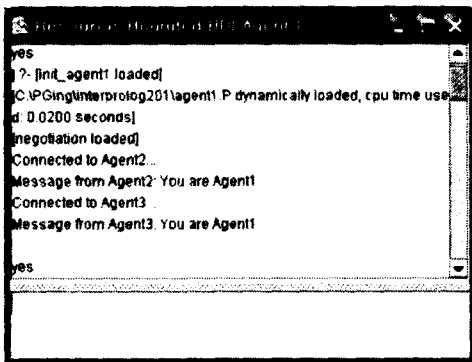 yes
| ?- [init_agent1 loaded]
[C:\PGing\interprolog201\agent1.P dynamically loaded, cpu time use
d: 0.0200 seconds]
[negotiation loaded]
Connected to Agent2...
Message from Agent2: You are Agent1
Connected to Agent3...
Message from Agent3: You are Agent1
yes